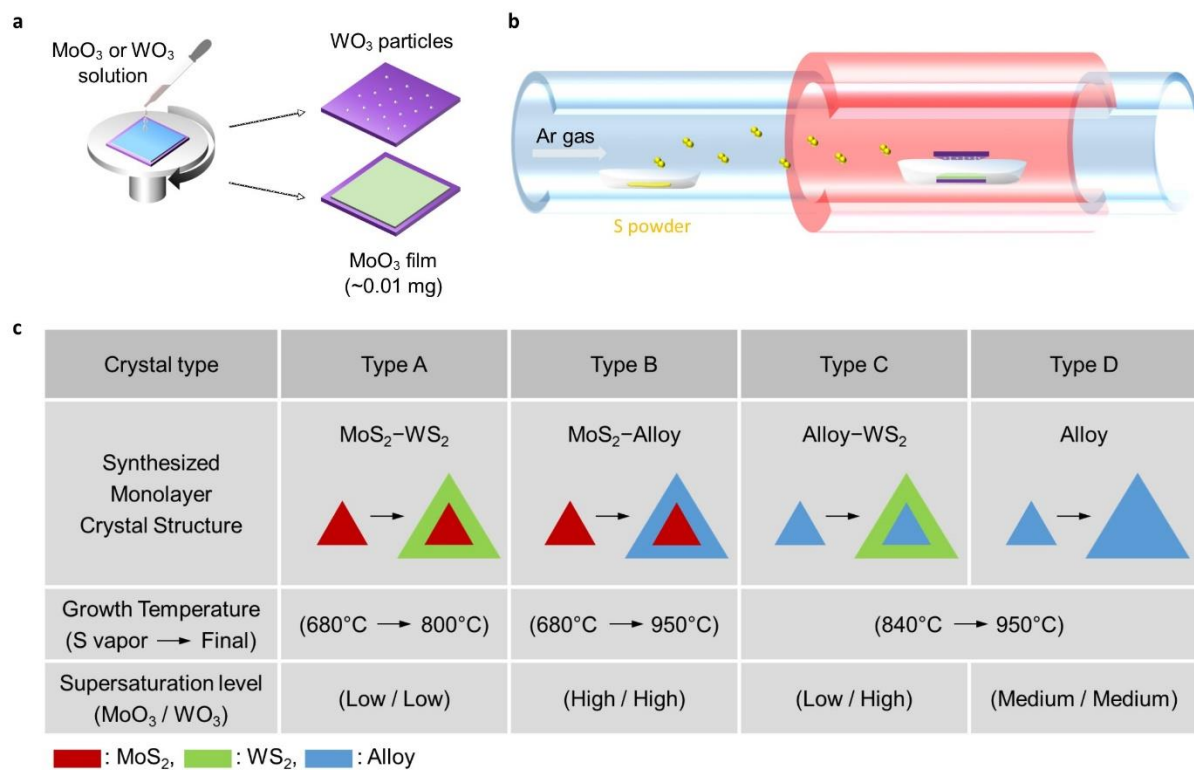 a
MoO₃ or WO₃
solution
WO₃ particles
MoO₃ film
(~0.01 mg)
b
Ar gas
S powder
c
Crystal type
Type A
Type B
Type C
Type D
Synthesized
Monolayer
Crystal Structure
MoS₂−WS₂
MoS₂−Alloy
Alloy−WS₂
Alloy
Growth Temperature
(S vapor → Final)
(680°C → 800°C)
(680°C → 950°C)
(840°C → 950°C)
Supersaturation level
(MoO₃ / WO₃)
(Low / Low)
(High / High)
(Low / High)
(Medium / Medium)
: MoS₂, : WS₂, : Alloy